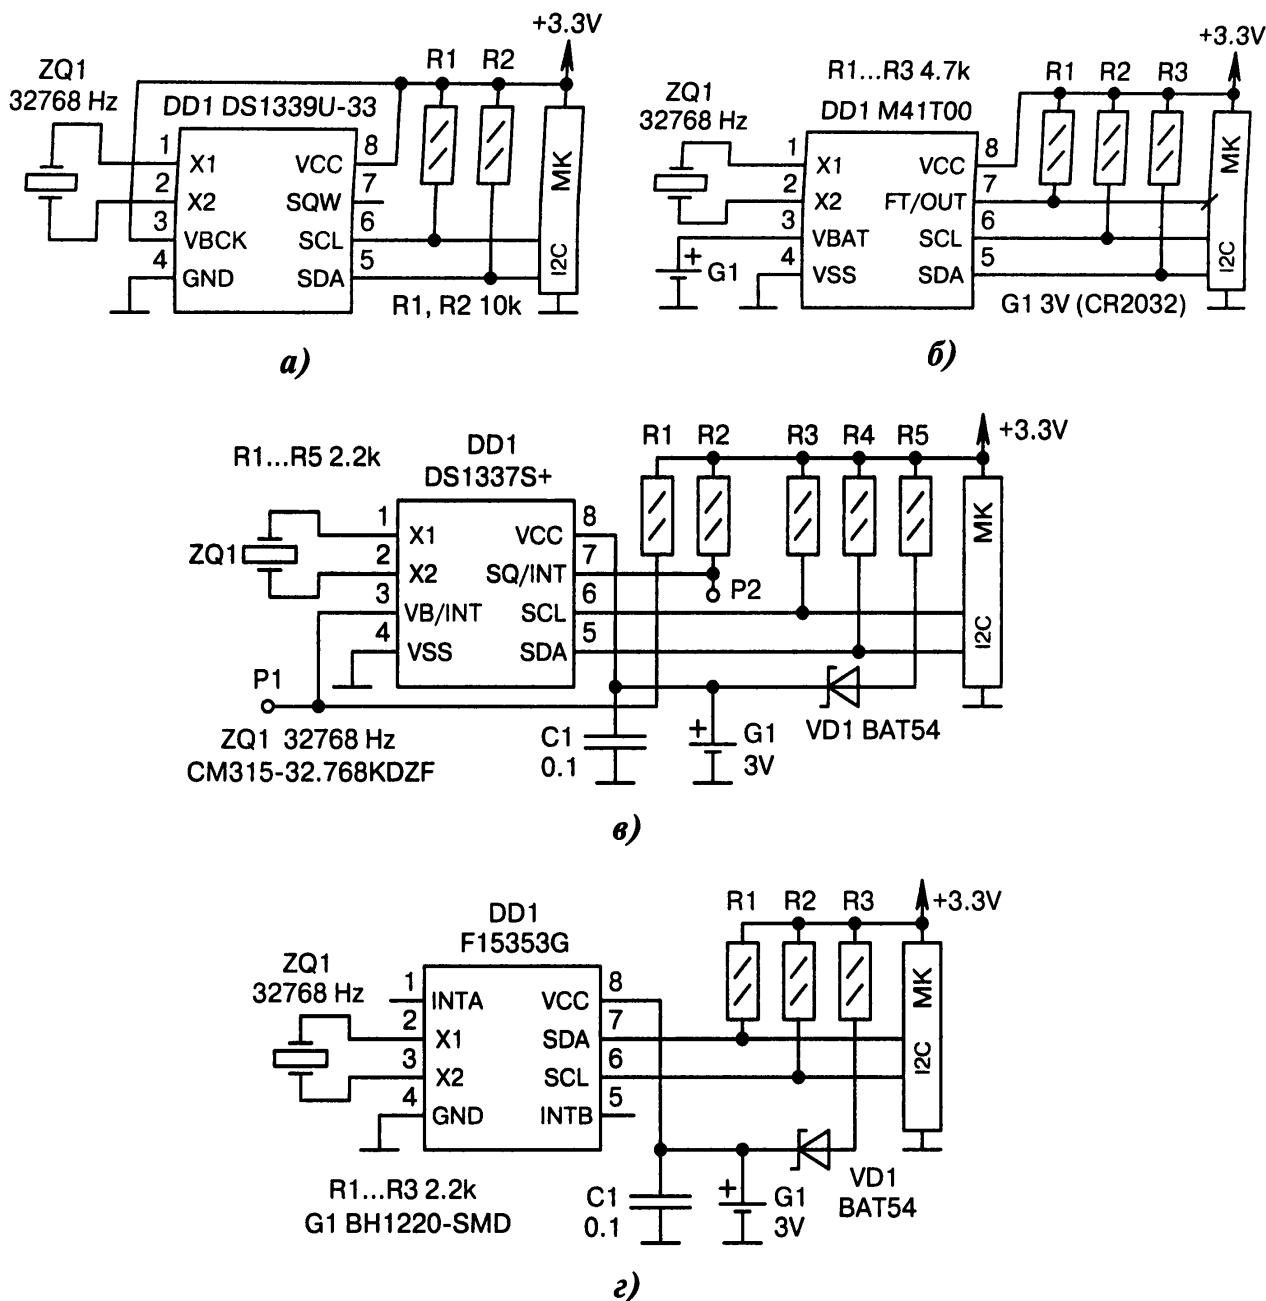 +3.3V
R1 R2
ZQ1
32768 Hz
DD1 DS1339U-33
1 X1 VCC 8
2 X2 SQW 7
3 VBCK SCL 6
4 GND SDA 5
MK
I2C
R1, R2 10k
а)
+3.3V
R1...R3 4.7k
R1 R2 R3
ZQ1
32768 Hz
DD1 M41T00
1 X1 VCC 8
2 X2 FT/OUT 7
3 VBAT SCL 6
4 VSS SDA 5
MK
I2C
+ G1
G1 3V (CR2032)
б)
R1 R2 R3 R4 R5
+3.3V
R1...R5 2.2k
DD1
DS1337S+
ZQ1
1 X1 VCC 8
2 X2 SQ/INT 7
3 VB/INT SCL 6
4 VSS SDA 5
P2
MK
I2C
P1
ZQ1 32768 Hz
CM315-32.768KDZF
C1
0.1
+ G1
3V
VD1 BAT54
в)
R1 R2 R3
+3.3V
DD1
F15353G
ZQ1
32768 Hz
1 INTA VCC 8
2 X1 SDA 7
3 X2 SCL 6
4 GND INTB 5
MK
I2C
R1...R3 2.2k
G1 BH1220-SMD
C1
0.1
+ G1
3V
VD1
BAT54
г)